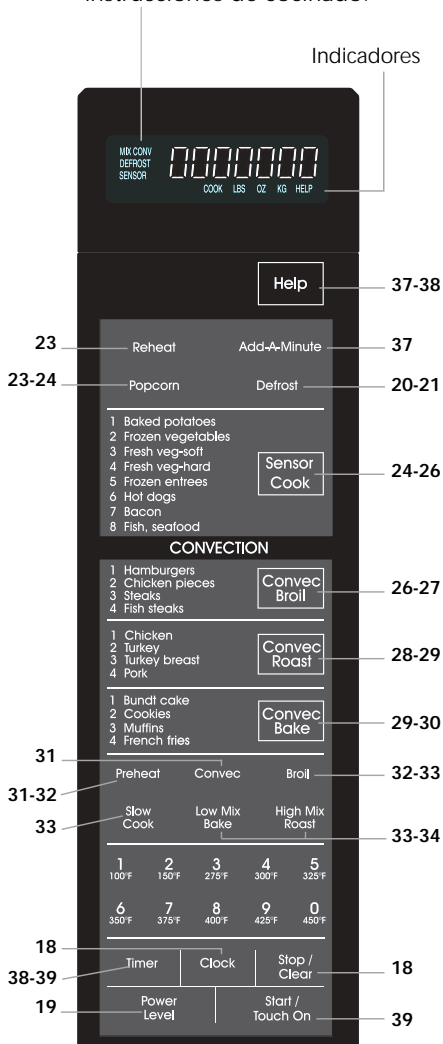 Indicadores
MIX CONV
DEFROST
SENSOR
0000000
COOK LBS OZ KG HELP
Help
37-38
23
Reheat
Add-A-Minute
37
23-24
Popcorn
Defrost
20-21
1 Baked potatoes
2 Frozen vegetables
3 Fresh veg-soft
4 Fresh veg-hard
5 Frozen entrees
6 Hot dogs
7 Bacon
8 Fish, seafood
Sensor
Cook
24-26
CONVECTION
1 Hamburgers
2 Chicken pieces
3 Steaks
4 Fish steaks
Convec
Broil
26-27
1 Chicken
2 Turkey
3 Turkey breast
4 Pork
Convec
Roast
28-29
1 Bundt cake
2 Cookies
3 Muffins
4 French fries
Convec
Bake
29-30
31
Preheat
Convec
Broil
32-33
31-32
33
Slow
Cook
Low Mix
Bake
High Mix
Roast
33-34
1 2 3 4 5
100°F 150°F 275°F 300°F 325°F
6 7 8 9 0
350°F 375°F 400°F 425°F 450°F
18
Timer
Clock
Stop /
Clear
18
38-39
19
Power
Level
Start /
Touch On
39